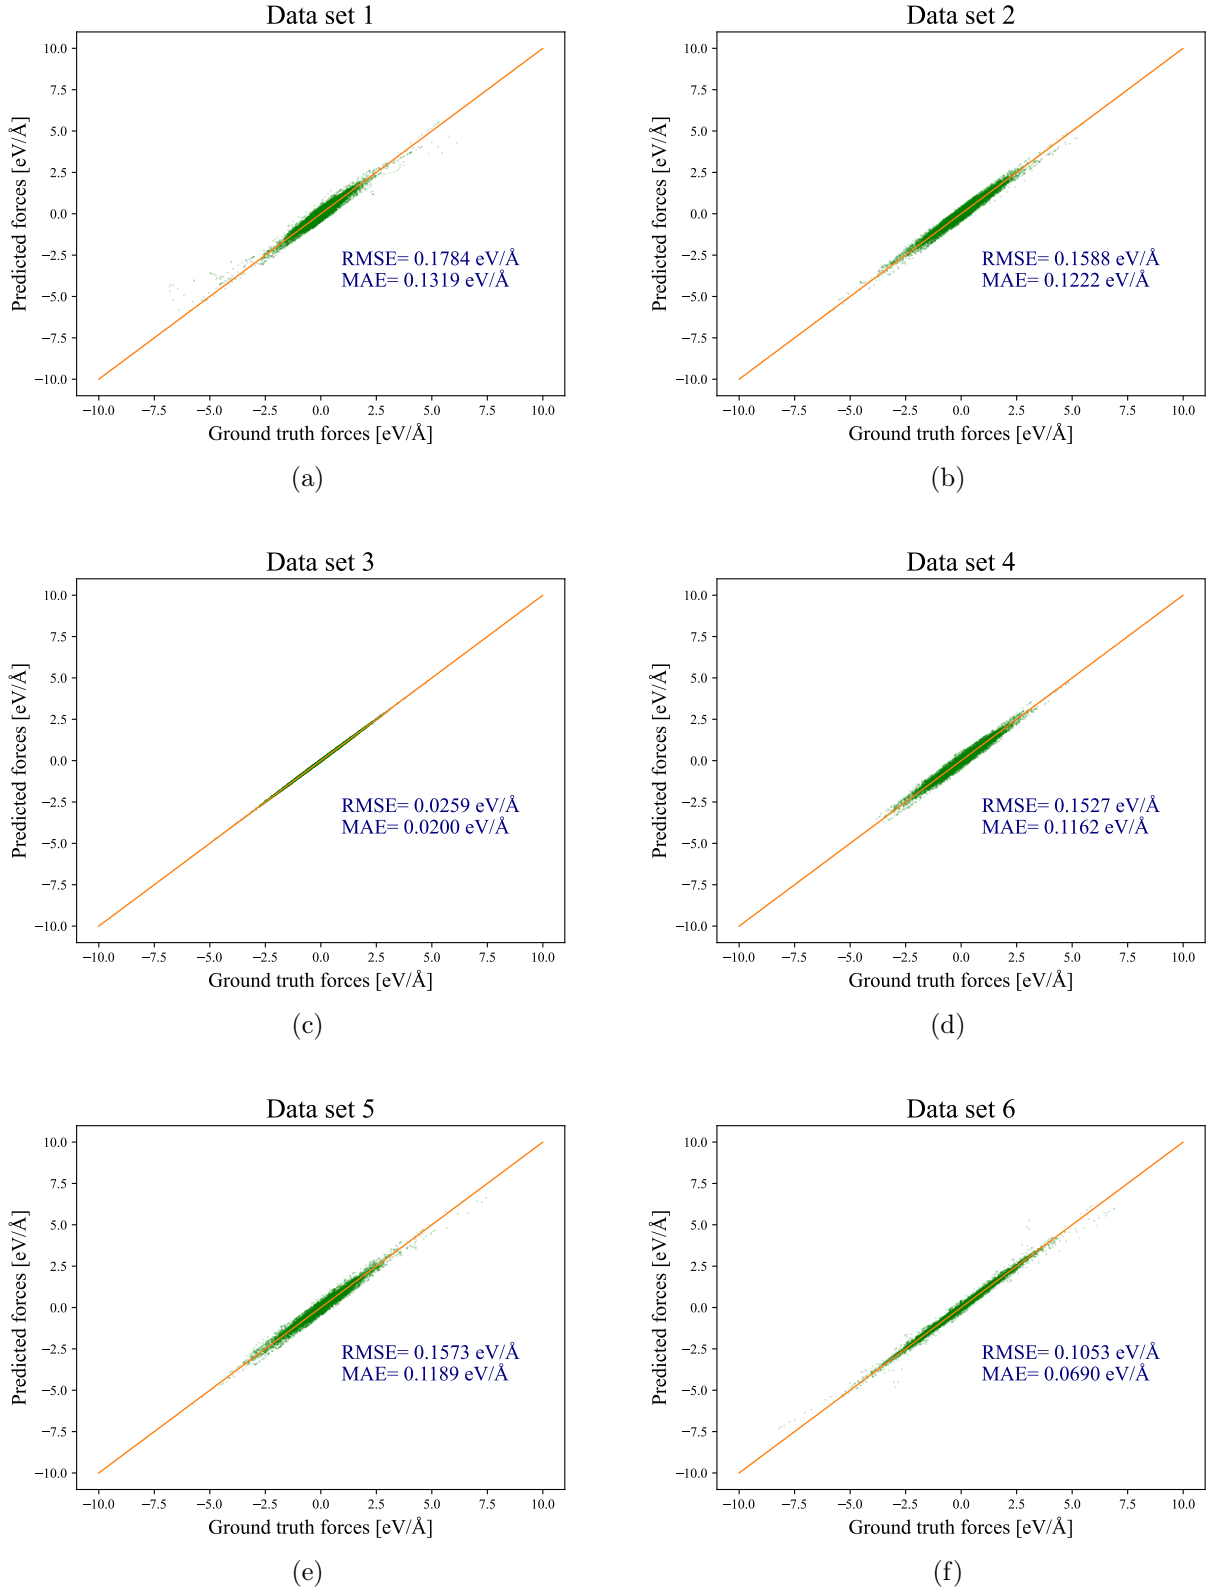 Data set 1
10.0
7.5
5.0
2.5
0.0
−2.5
−5.0
−7.5
−10.0
Predicted forces [eV/Å]
RMSE= 0.1784 eV/Å
MAE= 0.1319 eV/Å
−10.0 −7.5 −5.0 −2.5 0.0 2.5 5.0 7.5 10.0
Ground truth forces [eV/Å]
(a)
Data set 2
10.0
7.5
5.0
2.5
0.0
−2.5
−5.0
−7.5
−10.0
Predicted forces [eV/Å]
RMSE= 0.1588 eV/Å
MAE= 0.1222 eV/Å
−10.0 −7.5 −5.0 −2.5 0.0 2.5 5.0 7.5 10.0
Ground truth forces [eV/Å]
(b)
Data set 3
10.0
7.5
5.0
2.5
0.0
−2.5
−5.0
−7.5
−10.0
Predicted forces [eV/Å]
RMSE= 0.0259 eV/Å
MAE= 0.0200 eV/Å
−10.0 −7.5 −5.0 −2.5 0.0 2.5 5.0 7.5 10.0
Ground truth forces [eV/Å]
(c)
Data set 4
10.0
7.5
5.0
2.5
0.0
−2.5
−5.0
−7.5
−10.0
Predicted forces [eV/Å]
RMSE= 0.1527 eV/Å
MAE= 0.1162 eV/Å
−10.0 −7.5 −5.0 −2.5 0.0 2.5 5.0 7.5 10.0
Ground truth forces [eV/Å]
(d)
Data set 5
10.0
7.5
5.0
2.5
0.0
−2.5
−5.0
−7.5
−10.0
Predicted forces [eV/Å]
RMSE= 0.1573 eV/Å
MAE= 0.1189 eV/Å
−10.0 −7.5 −5.0 −2.5 0.0 2.5 5.0 7.5 10.0
Ground truth forces [eV/Å]
(e)
Data set 6
10.0
7.5
5.0
2.5
0.0
−2.5
−5.0
−7.5
−10.0
Predicted forces [eV/Å]
RMSE= 0.1053 eV/Å
MAE= 0.0690 eV/Å
−10.0 −7.5 −5.0 −2.5 0.0 2.5 5.0 7.5 10.0
Ground truth forces [eV/Å]
(f)